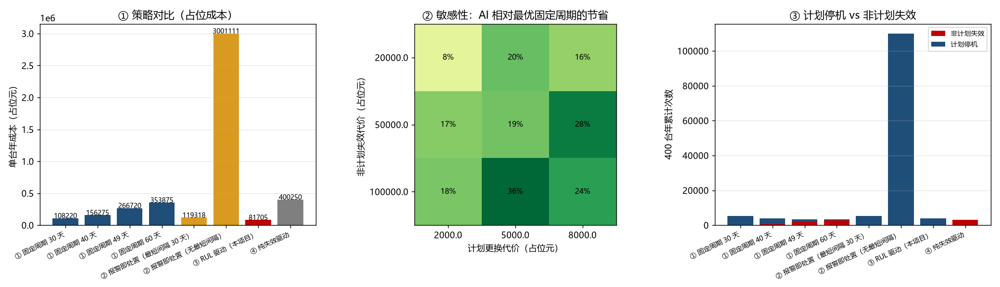 ① 策略对比（占位成本）
1e6
单台年成本（占位元）
3.0
2.5
2.0
1.5
1.0
0.5
0.0
108220
156275
266720
353875
119318
3001111
81705
400250
① 固定周期 30 天
① 固定周期 40 天
① 固定周期 49 天
① 固定周期 60 天
② 报警即处置（最短间隔 30 天）
② 报警即处置（无最短间隔）
③ RUL 驱动（本项目）
④ 纯失效驱动
② 敏感性：AI 相对最优固定周期的节省
非计划失效代价（占位元）
20000.0
50000.0
100000.0
8%
20%
16%
17%
19%
28%
18%
36%
24%
2000.0
5000.0
8000.0
计划更换代价（占位元）
③ 计划停机 vs 非计划失效
400 台年累计次数
100000
80000
60000
40000
20000
0
非计划失效
计划停机
① 固定周期 30 天
① 固定周期 40 天
① 固定周期 49 天
① 固定周期 60 天
② 报警即处置（最短间隔 30 天）
② 报警即处置（无最短间隔）
③ RUL 驱动（本项目）
④ 纯失效驱动